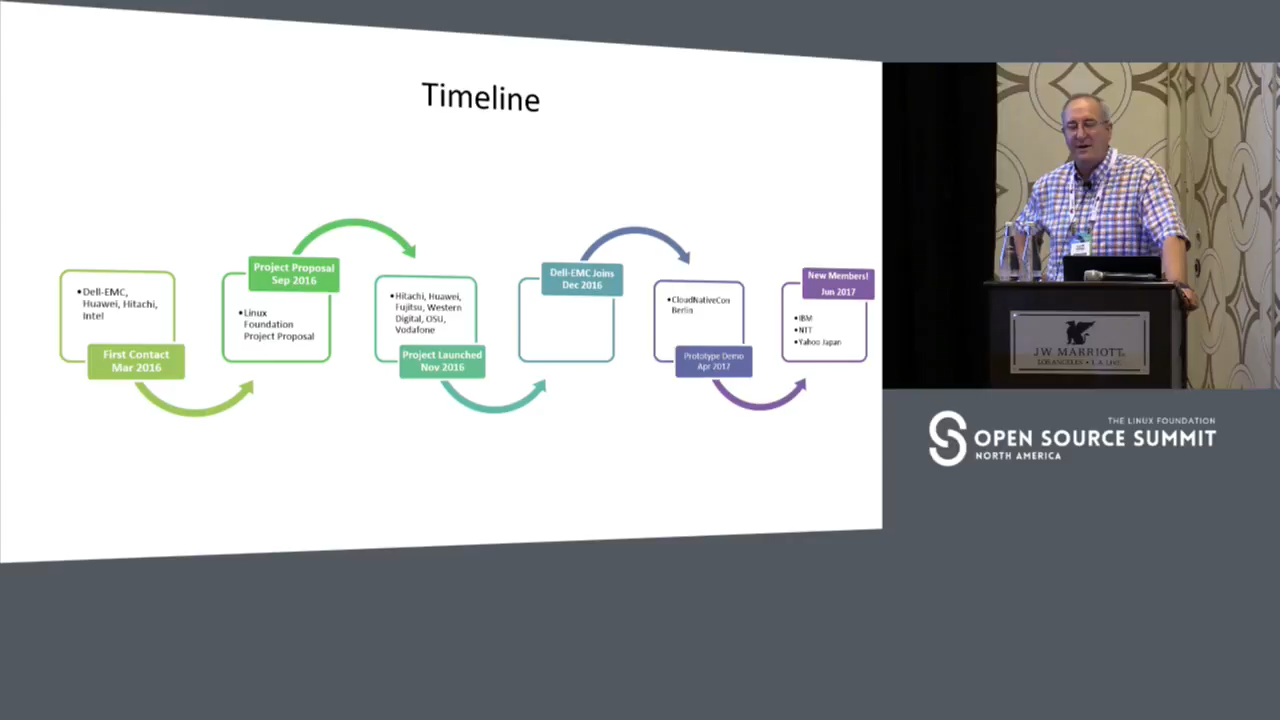 Timeline
•Dell-EMC,
Huawei, Hitachi,
Intel
First Contact
Mar 2016
Project Proposal
Sep 2016
•Linux
Foundation
Project Proposal
•Hitachi, Huawei,
Fujitsu, Western
Digital, OSU,
Vodafone
Project Launched
Nov 2016
Dell-EMC Joins
Dec 2016
•CloudNativeCon
Berlin
Prototype Demo
Apr 2017
New Members!
Jun 2017
•IBM
•NTT
•Yahoo Japan
JW MARRIOTT
LOS ANGELES • L.A. LIVE
THE LINUX FOUNDATION
OPEN SOURCE SUMMIT
NORTH AMERICA